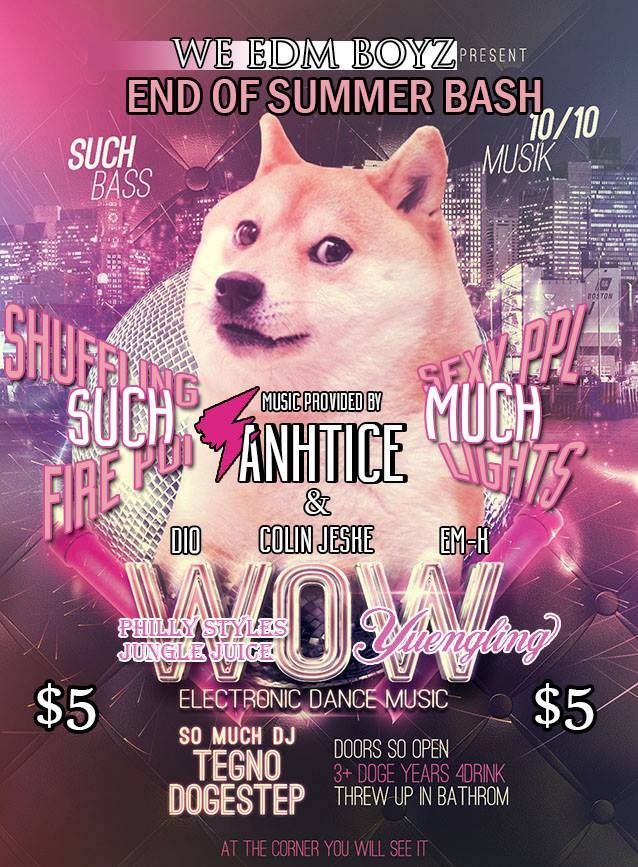 WE EDM BOYZ PRESENT
END OF SUMMER BASH
SUCH
BASS
10/10
MUSIK
BOSTON
SHUFFLING
SUCH
FIRE POI
SEXY PPL
MUCH
LIGHTS
MUSIC PROVIDED BY
ANHTICE
&
DIO COLIN JESKE EM-K
WOW
PHILLY STYLES
JUNGLE JUICE
Yuengling
$5 $5
ELECTRONIC DANCE MUSIC
SO MUCH DJ
TEGNO
DOGESTEP
DOORS SO OPEN
3+ DOGE YEARS 4DRINK
THREW UP IN BATHROM
AT THE CORNER YOU WILL SEE IT